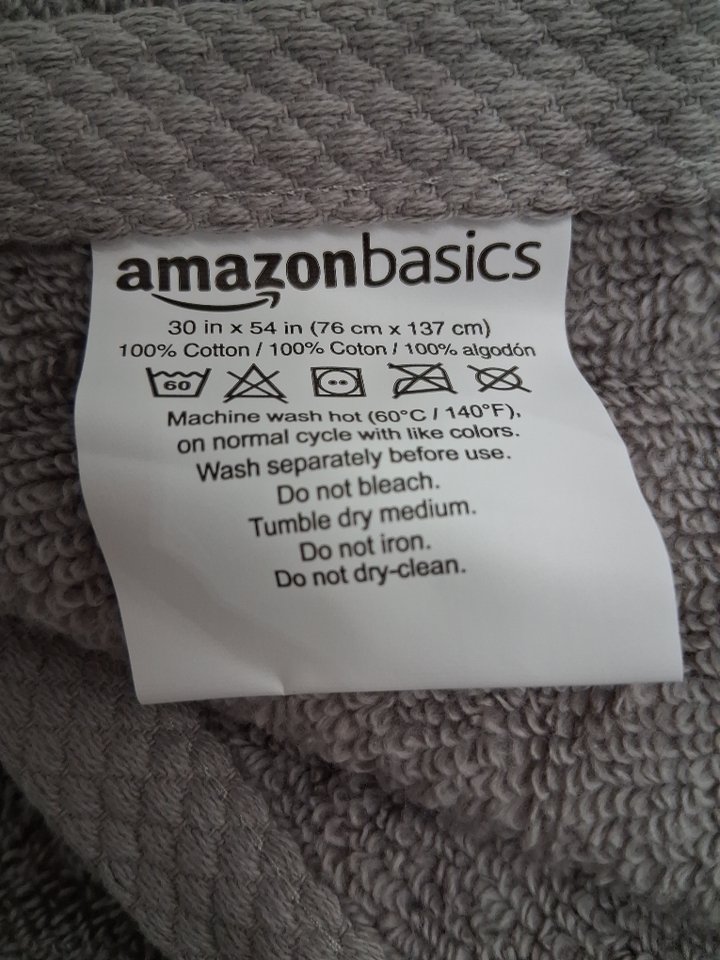 amazonbasics
30 in x 54 in (76 cm x 137 cm)
100% Cotton / 100% Coton / 100% algodón
60
Machine wash hot (60°C / 140°F),
on normal cycle with like colors.
Wash separately before use.
Do not bleach.
Tumble dry medium.
Do not iron.
Do not dry-clean.